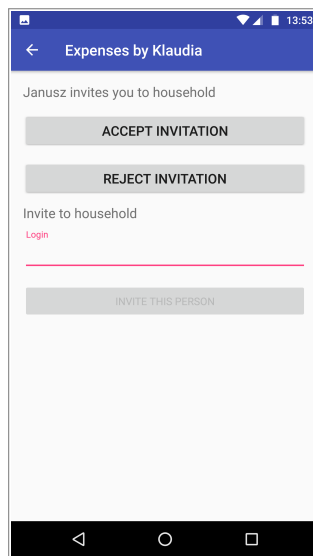 13:53
Expenses by Klaudia
Janusz invites you to household
ACCEPT INVITATION
REJECT INVITATION
Invite to household
Login
INVITE THIS PERSON